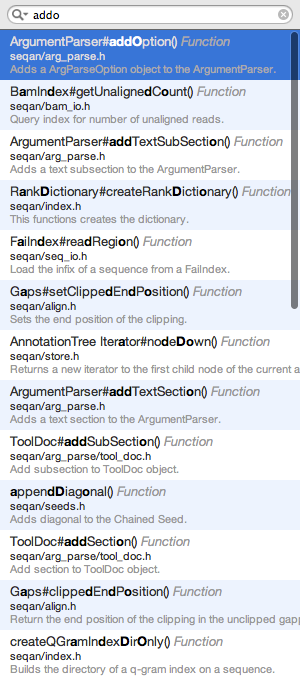 addo
ArgumentParser#addOption() Function
seqan/arg_parse.h
Adds a ArgParseOption object to the ArgumentParser.
BamIndex#getUnalignedCount() Function
seqan/bam_io.h
Query index for number of unaligned reads.
ArgumentParser#addTextSubSection() Function
seqan/arg_parse.h
Adds a text subsection to the ArgumentParser.
RankDictionary#createRankDictionary() Function
seqan/index.h
This functions creates the dictionary.
FaiIndex#readRegion() Function
seqan/seq_io.h
Load the infix of a sequence from a FaiIndex.
Gaps#setClippedEndPosition() Function
seqan/align.h
Sets the end position of the clipping.
AnnotationTree Iterator#nodeDown() Function
seqan/store.h
Returns a new iterator to the first child node of the current a
ArgumentParser#addTextSection() Function
seqan/arg_parse.h
Adds a text section to the ArgumentParser.
ToolDoc#addSubSection() Function
seqan/arg_parse/tool_doc.h
Add subsection to ToolDoc object.
appendDiagonal() Function
seqan/seeds.h
Adds diagonal to the Chained Seed.
ToolDoc#addSection() Function
seqan/arg_parse/tool_doc.h
Add section to ToolDoc object.
Gaps#clippedEndPosition() Function
seqan/align.h
Return the end position of the clipping in the unclipped gapp
createQGramIndexDirOnly() Function
seqan/index.h
Builds the directory of a q-gram index on a sequence.